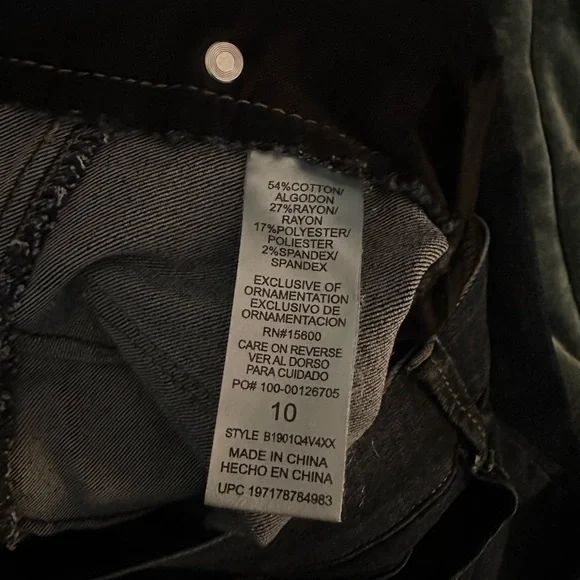 54%COTTON/
ALGODON
27%RAYON/
RAYON
17%POLYESTER/
POLIESTER
2%SPANDEX/
SPANDEX
EXCLUSIVE OF
ORNAMENTATION
EXCLUSIVO DE
ORNAMENTACION
RN#15600
CARE ON REVERSE
VER AL DORSO
PARA CUIDADO
PO# 100-00126705
10
STYLE B1901Q4V4XX
MADE IN CHINA
HECHO EN CHINA
UPC 197178784983